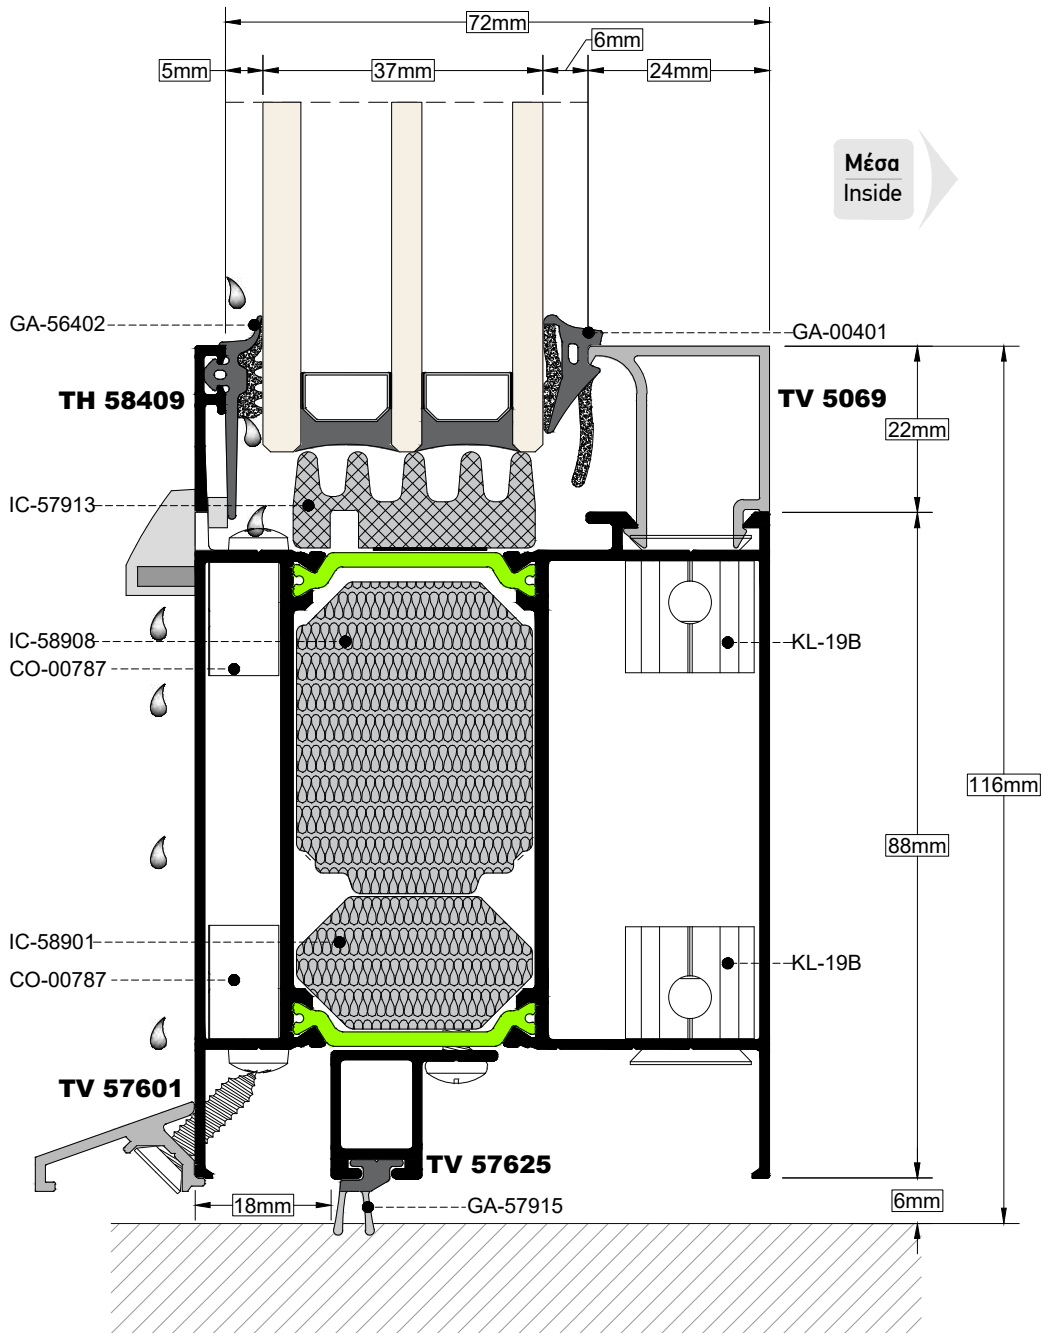 72mm
6mm
5mm
37mm
24mm
Μέσα
Inside
GA-56402
GA-00401
TH 58409
TV 5069
22mm
IC-57913
IC-58908
KL-19B
CO-00787
116mm
88mm
IC-58901
KL-19B
CO-00787
TV 57601
TV 57625
18mm
GA-57915
6mm